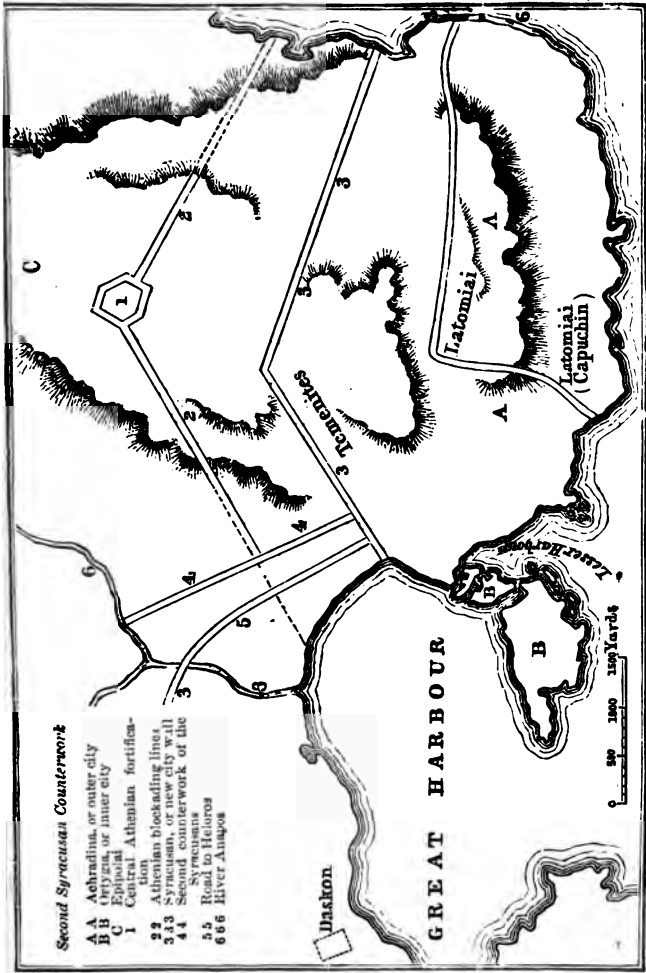 Second Syracusan Counterwork
A A Achradina, or outer city
B B Ortygia, or inner city
C Epipolai
1 Central Athenian fortifica-
tion
2 2 Athenian blockading lines
3 3 3 Syracusan, or new city wall
4 4 Second counterwork of the
Syracusans
5 5 Road to Heloros
6 6 6 River Anapos
C
1
2
2
3
3
3
Temenites
4
4
5
6
6
3
3
A
A
Latomiai
Latomiai
(Capuchin)
Lesser Harbour
B
B
Daskon
GREAT HARBOUR
0 500 1000 1500 Yards